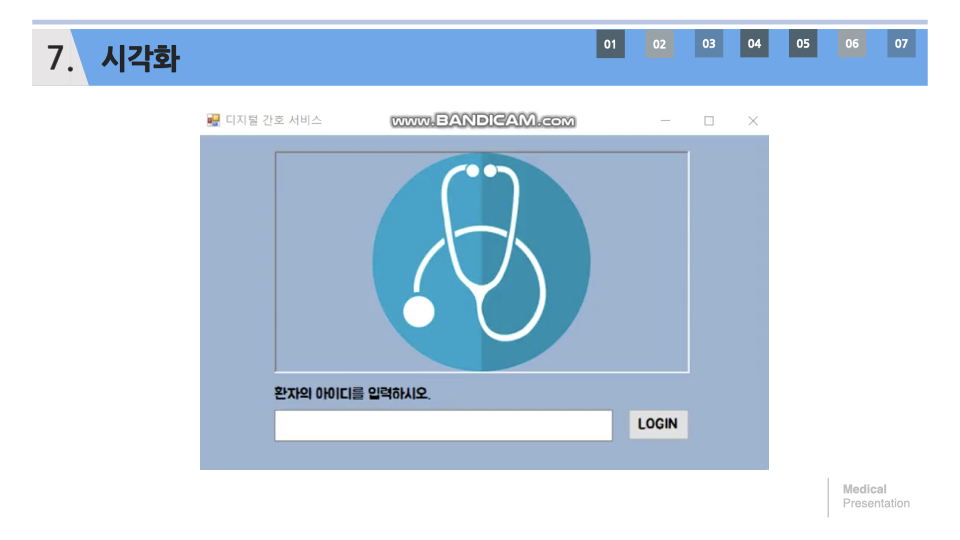 7. 시각화
01 02 03 04 05 06 07
디지털 간호 서비스
www.BANDICAM.com
환자의 아이디를 입력하시오.
LOGIN
Medical
Presentation